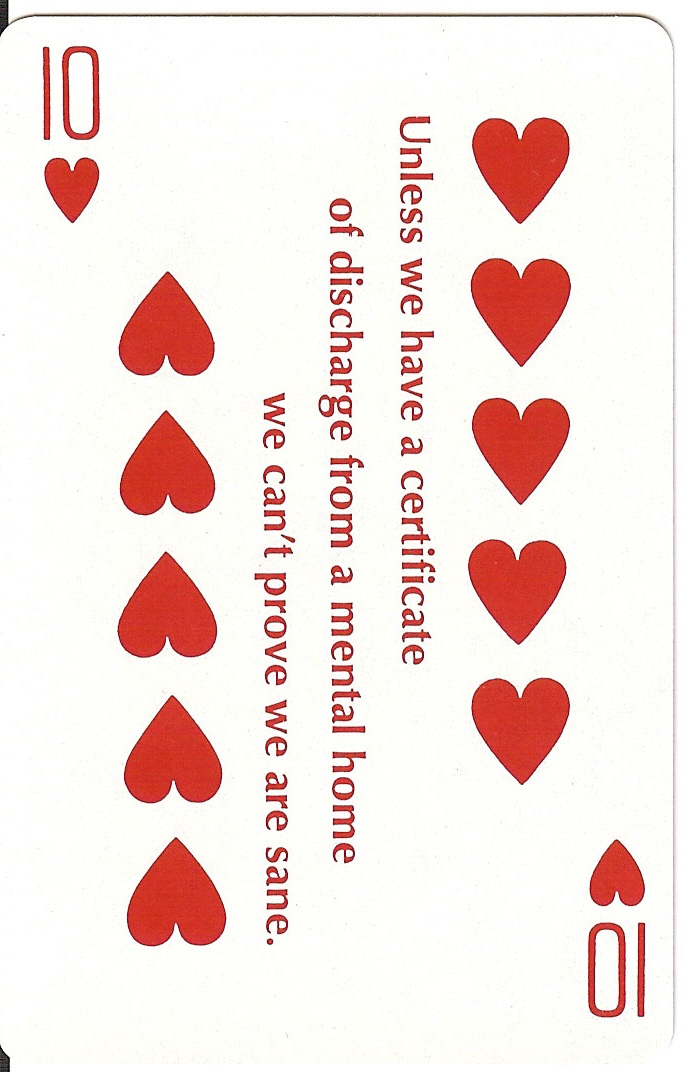 10
Unless we have a certificate
of discharge from a mental home
we can't prove we are sane.
10